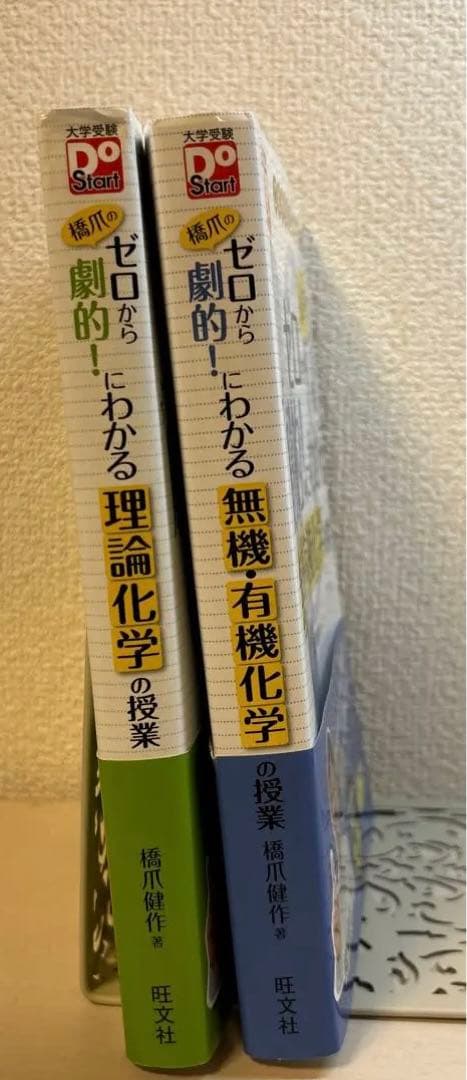 大学受験
Do
Start
橋爪の
ゼロから
劇的!
にわかる
理論化学
の授業
橋爪健作 著
旺文社
大学受験
Do
Start
橋爪の
ゼロから
劇的!
にわかる
無機・有機化学
の授業
橋爪健作 著
旺文社